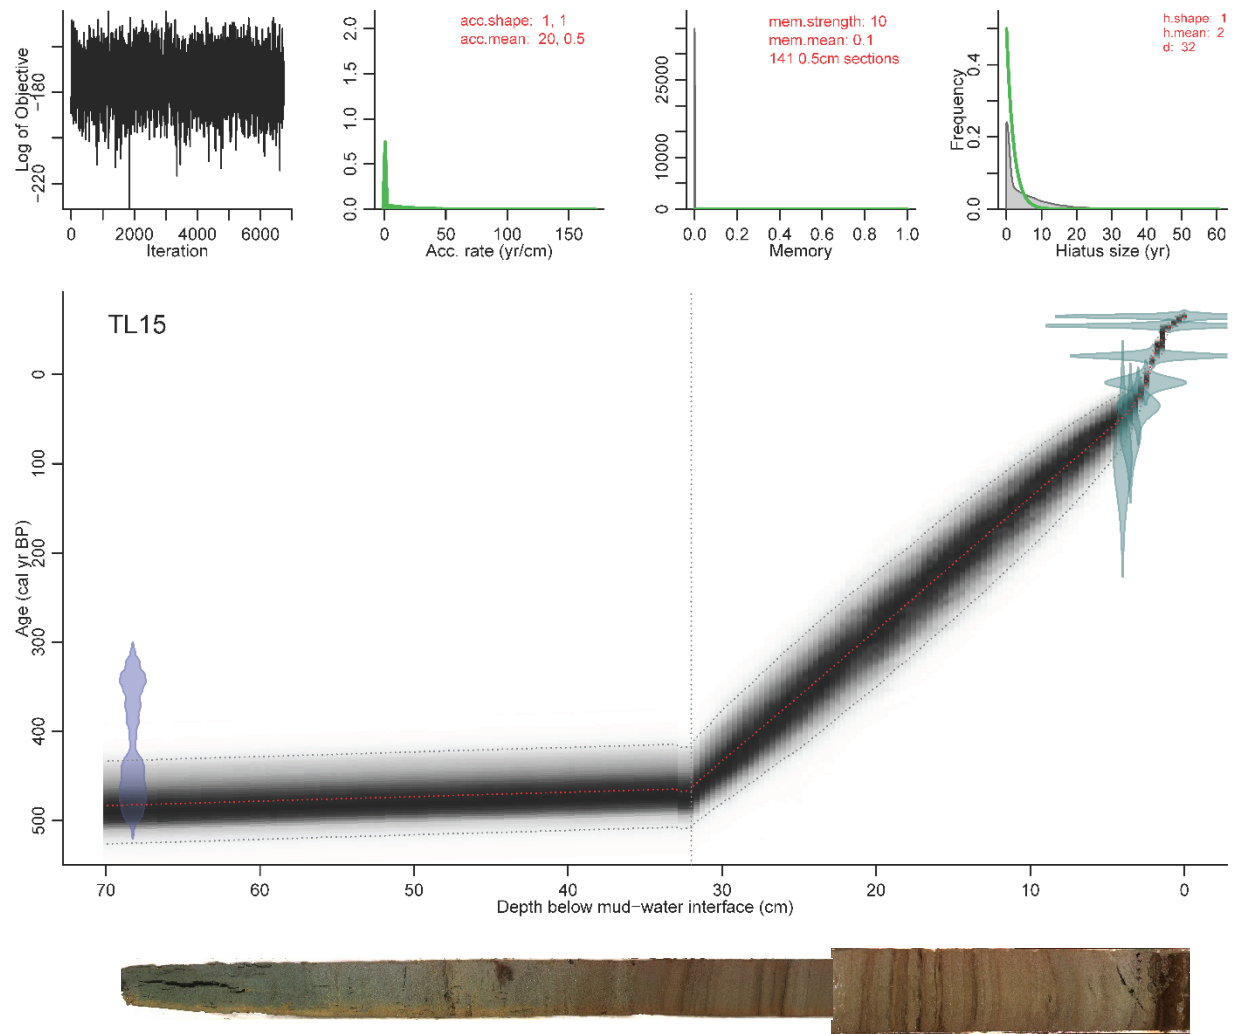 Log of Objective
−180
−220
0
2000
4000
6000
Iteration
acc.shape: 1, 1
acc.mean: 20, 0.5
2.0
1.5
1.0
0.5
0.0
0
50
100
150
Acc. rate (yr/cm)
mem.strength: 10
mem.mean: 0.1
141 0.5cm sections
25000
10000
0
0.0
0.2
0.4
0.6
0.8
1.0
Memory
h.shape: 1
h.mean: 2
d: 32
Frequency
0.4
0.2
0.0
0
10
20
30
40
50
60
Hiatus size (yr)
TL15
Age (cal yr BP)
0
100
200
300
400
500
70
60
50
40
30
20
10
0
Depth below mud−water interface (cm)